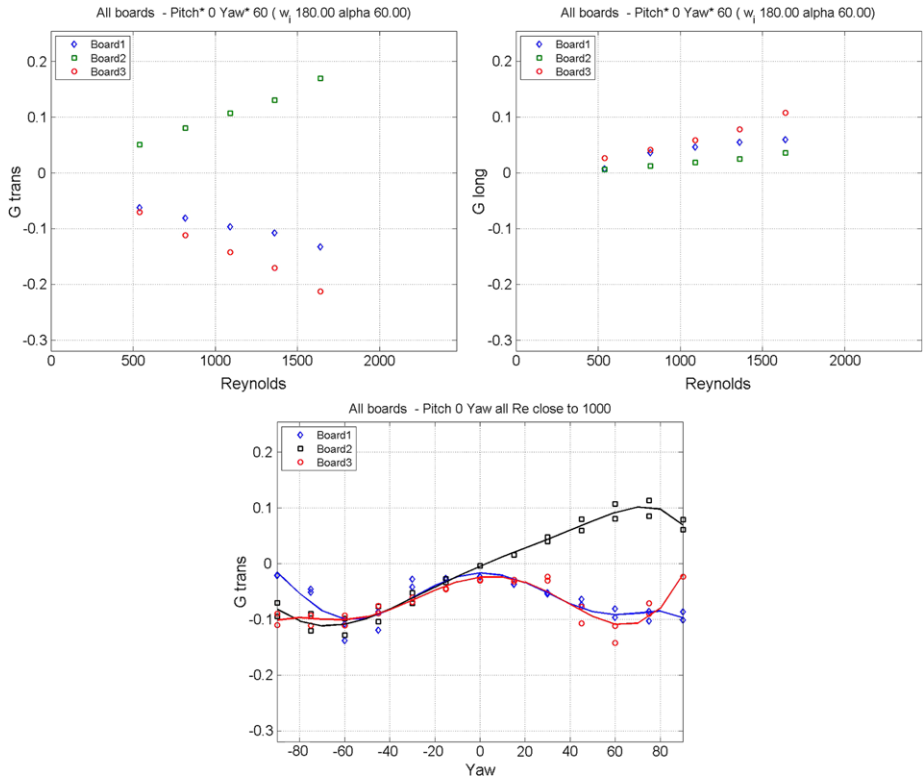 All boards - Pitch* 0 Yaw* 60 ( wi 180.00 alpha 60.00)
0.2
0.1
0
-0.1
-0.2
-0.3
G trans
Board1
Board2
Board3
0
500
1000
1500
2000
Reynolds
All boards - Pitch* 0 Yaw* 60 ( wi 180.00 alpha 60.00)
0.2
0.1
0
-0.1
-0.2
-0.3
G long
Board1
Board2
Board3
0
500
1000
1500
2000
Reynolds
All boards - Pitch 0 Yaw all Re close to 1000
0.2
0.1
0
-0.1
-0.2
-0.3
G trans
Board1
Board2
Board3
-80
-60
-40
-20
0
20
40
60
80
Yaw